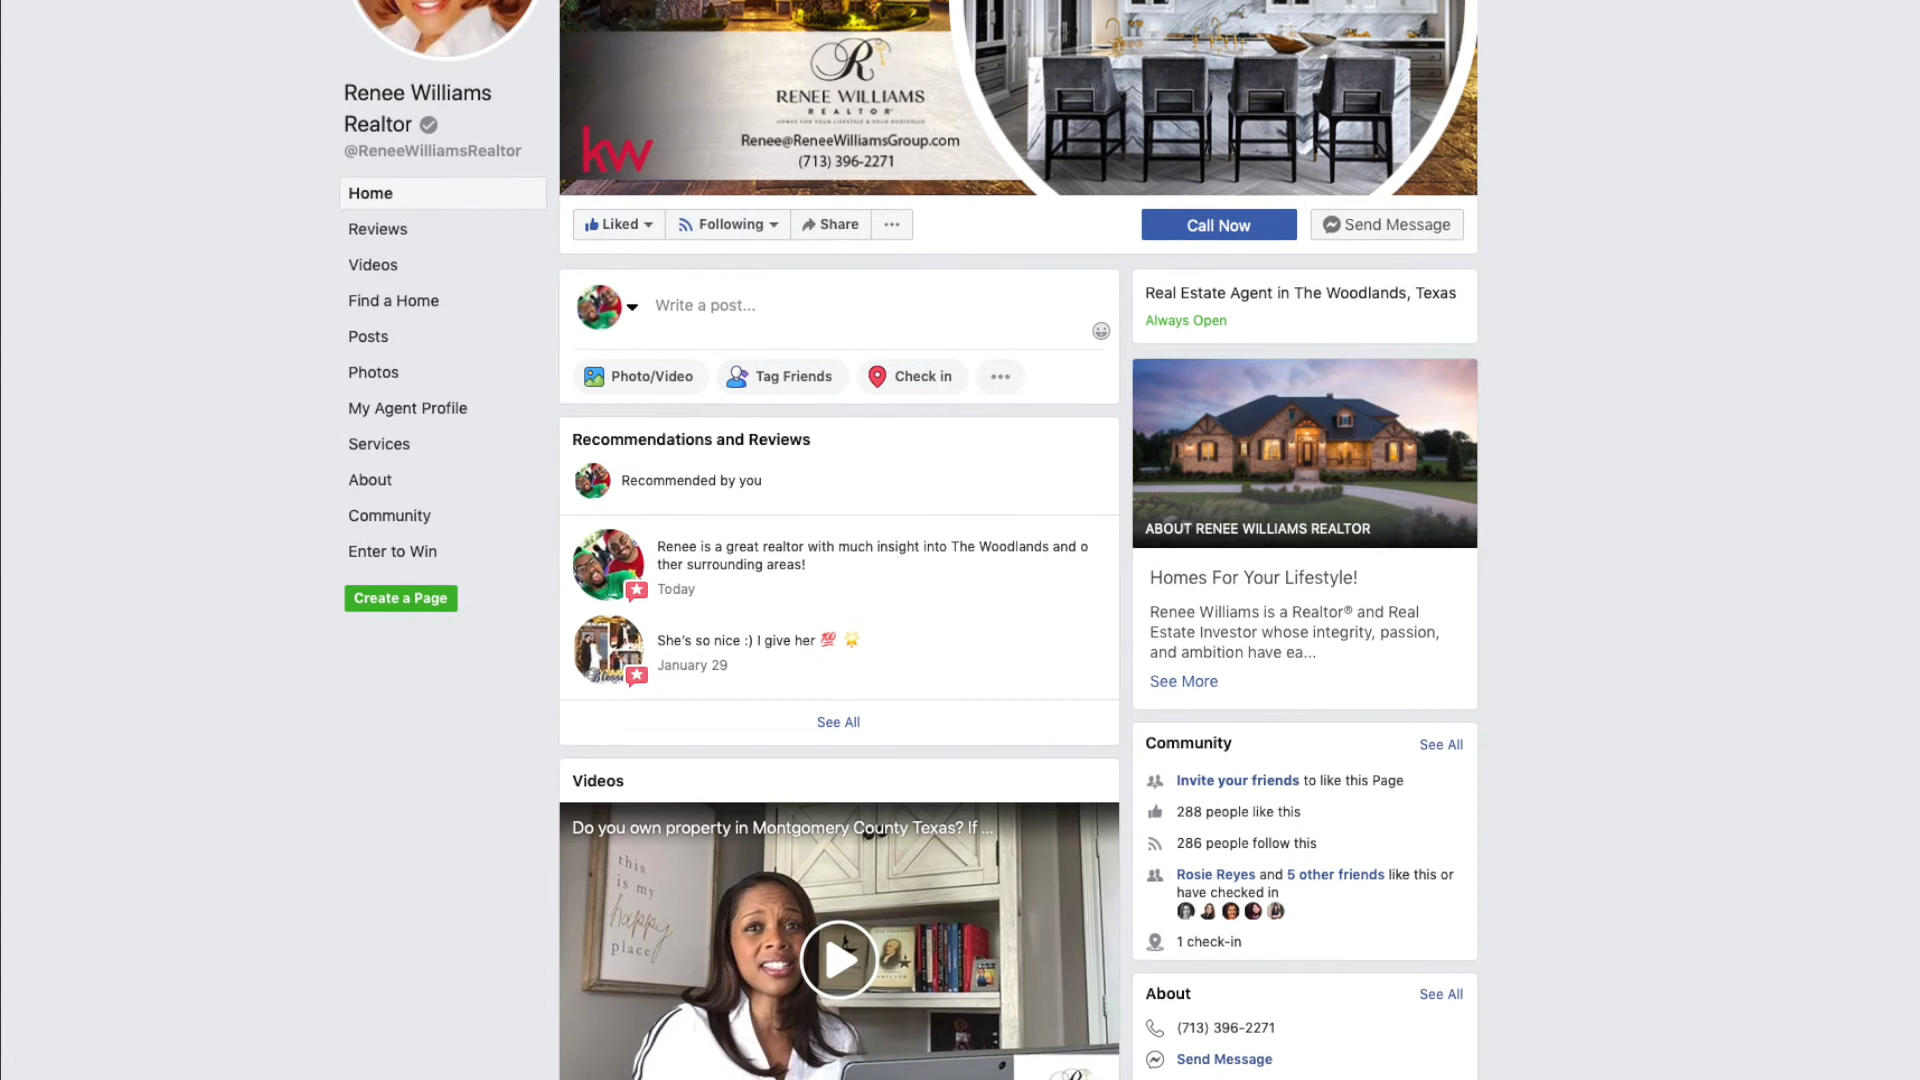 Renee Williams
Realtor
@ReneeWilliamsRealtor
Home
Reviews
Videos
Find a Home
Posts
Photos
My Agent Profile
Services
About
Community
Enter to Win
Create a Page
R
RENEE WILLIAMS
REALTOR®
HOMES FOR YOUR LIFESTYLE & YOUR PORTFOLIO
Renee@ReneeWilliamsGroup.com
(713) 396-2271
kw
Liked
Following
Share
Call Now
Send Message
Write a post...
Photo/Video
Tag Friends
Check in
Recommendations and Reviews
Recommended by you
Renee is a great realtor with much insight into The Woodlands and o
ther surrounding areas!
Today
She's so nice :) I give her 💯 🌟
January 29
See All
Videos
Do you own property in Montgomery County Texas? If ...
this
is my
happy
place
HAMILTON
Real Estate Agent in The Woodlands, Texas
Always Open
ABOUT RENEE WILLIAMS REALTOR
Homes For Your Lifestyle!
Renee Williams is a Realtor® and Real
Estate Investor whose integrity, passion,
and ambition have ea...
See More
Community
See All
Invite your friends to like this Page
288 people like this
286 people follow this
Rosie Reyes and 5 other friends like this or
have checked in
1 check-in
About
See All
(713) 396-2271
Send Message